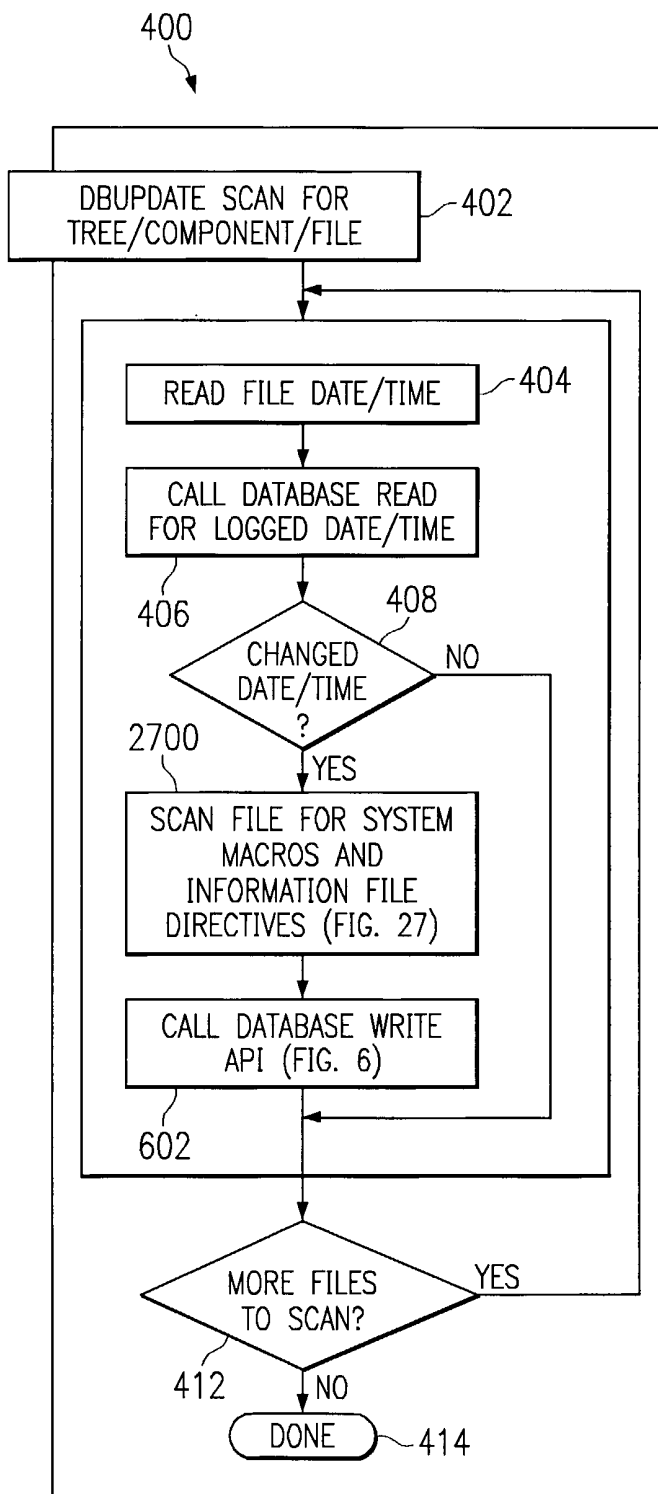 400
DBUPDATE SCAN FOR
TREE/COMPONENT/FILE
402
READ FILE DATE/TIME
404
CALL DATABASE READ
FOR LOGGED DATE/TIME
406
408
CHANGED
DATE/TIME
?
NO
YES
2700
SCAN FILE FOR SYSTEM
MACROS AND
INFORMATION FILE
DIRECTIVES (FIG. 27)
CALL DATABASE WRITE
API (FIG. 6)
602
MORE FILES
TO SCAN?
YES
412
NO
DONE
414